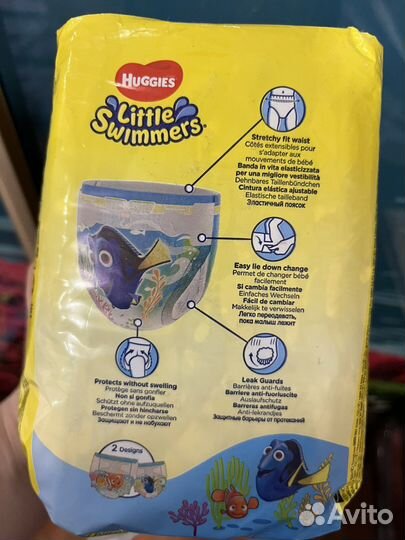 HUGGIES
Little
Swimmers®
Stretchy fit waist
Côtés extensibles pour
s'adapter aux
mouvements de bébé
Banda in vita elasticizzata
per una migliore vestibilità
Dehnbares Taillenbündchen
Cintura elástica ajustable
Elastische tailleband
Эластичный поясок
Easy lie down change
Permet de changer bébé
facilement
Si cambia facilmente
Einfaches Wechseln
Fácil de cambiar
Makkelijk te verwisselen
Легко переодевать,
пока малыш лежит
Protects without swelling
Protège sans gonfler
Non si gonfia
Schützt ohne aufzuquellen
Protegen sin hincharse
Beschermt zonder opzwellen
Защищают и не набухают
Leak Guards
Barrières anti-fuites
Barriere anti-fuoriuscite
Auslaufschutz
Barreras antifugas
Anti-lekrandjes
Защитные барьеры от протеканий
2 Designs
Avito